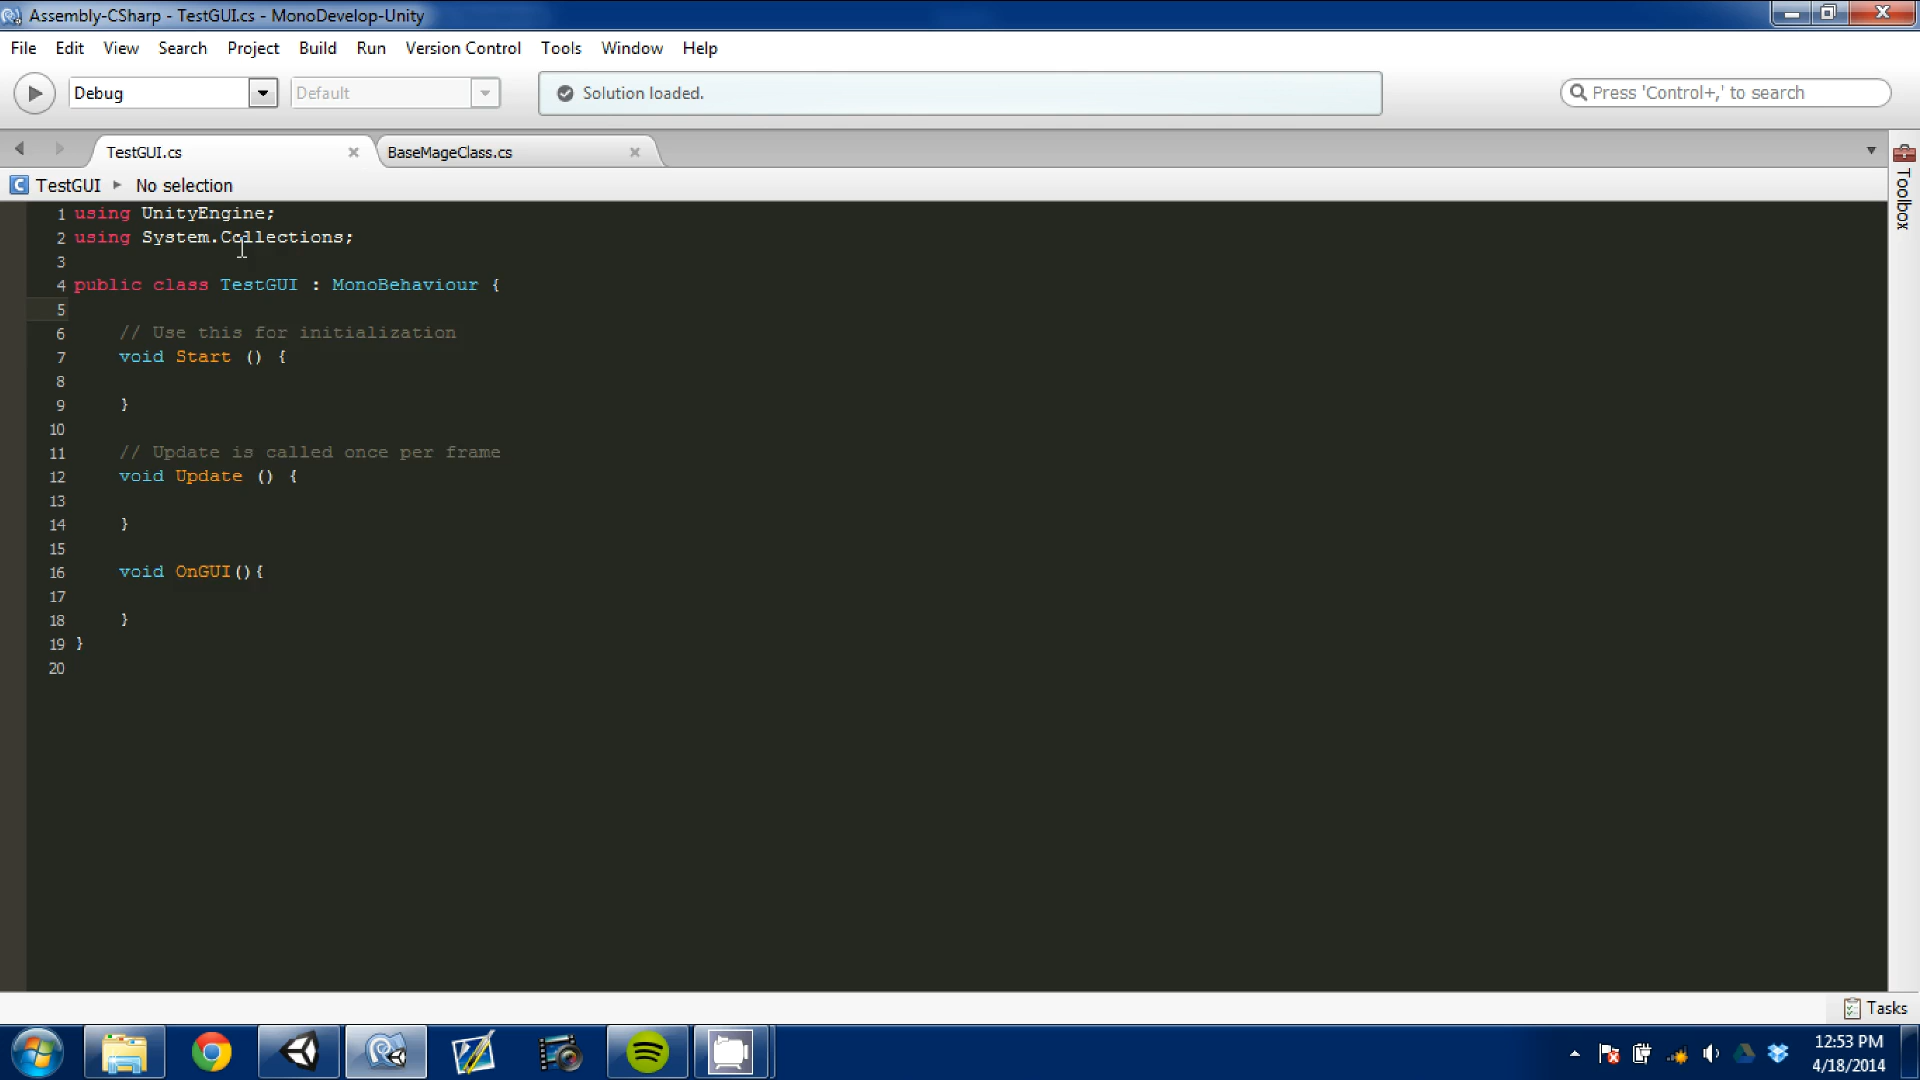 Assembly-CSharp - TestGUI.cs - MonoDevelop-Unity
File Edit View Search Project Build Run Version Control Tools Window Help
Debug Default Solution loaded. Press 'Control+,' to search
TestGUI.cs BaseMageClass.cs
TestGUI No selection
Toolbox
1 using UnityEngine;
2 using System.Collections;
3
4 public class TestGUI : MonoBehaviour {
5
6 // Use this for initialization
7 void Start () {
8
9 }
10
11 // Update is called once per frame
12 void Update () {
13
14 }
15
16 void OnGUI(){
17
18 }
19 }
20
Tasks
12:53 PM
4/18/2014